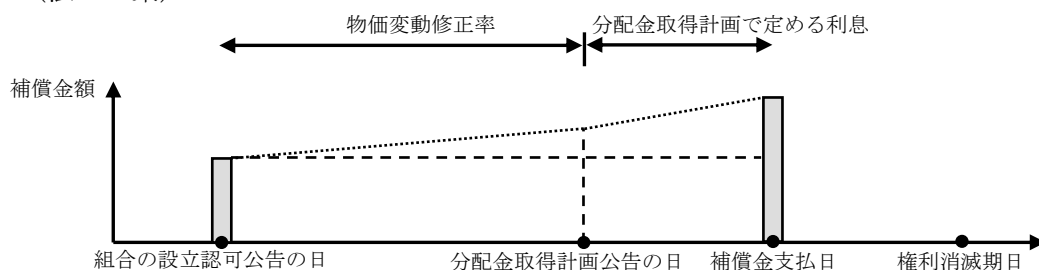 物価変動修正率
分配金取得計画で定める利息
補償金額
組合の設立認可公告の日
分配金取得計画公告の日
補償金支払日
権利消滅期日